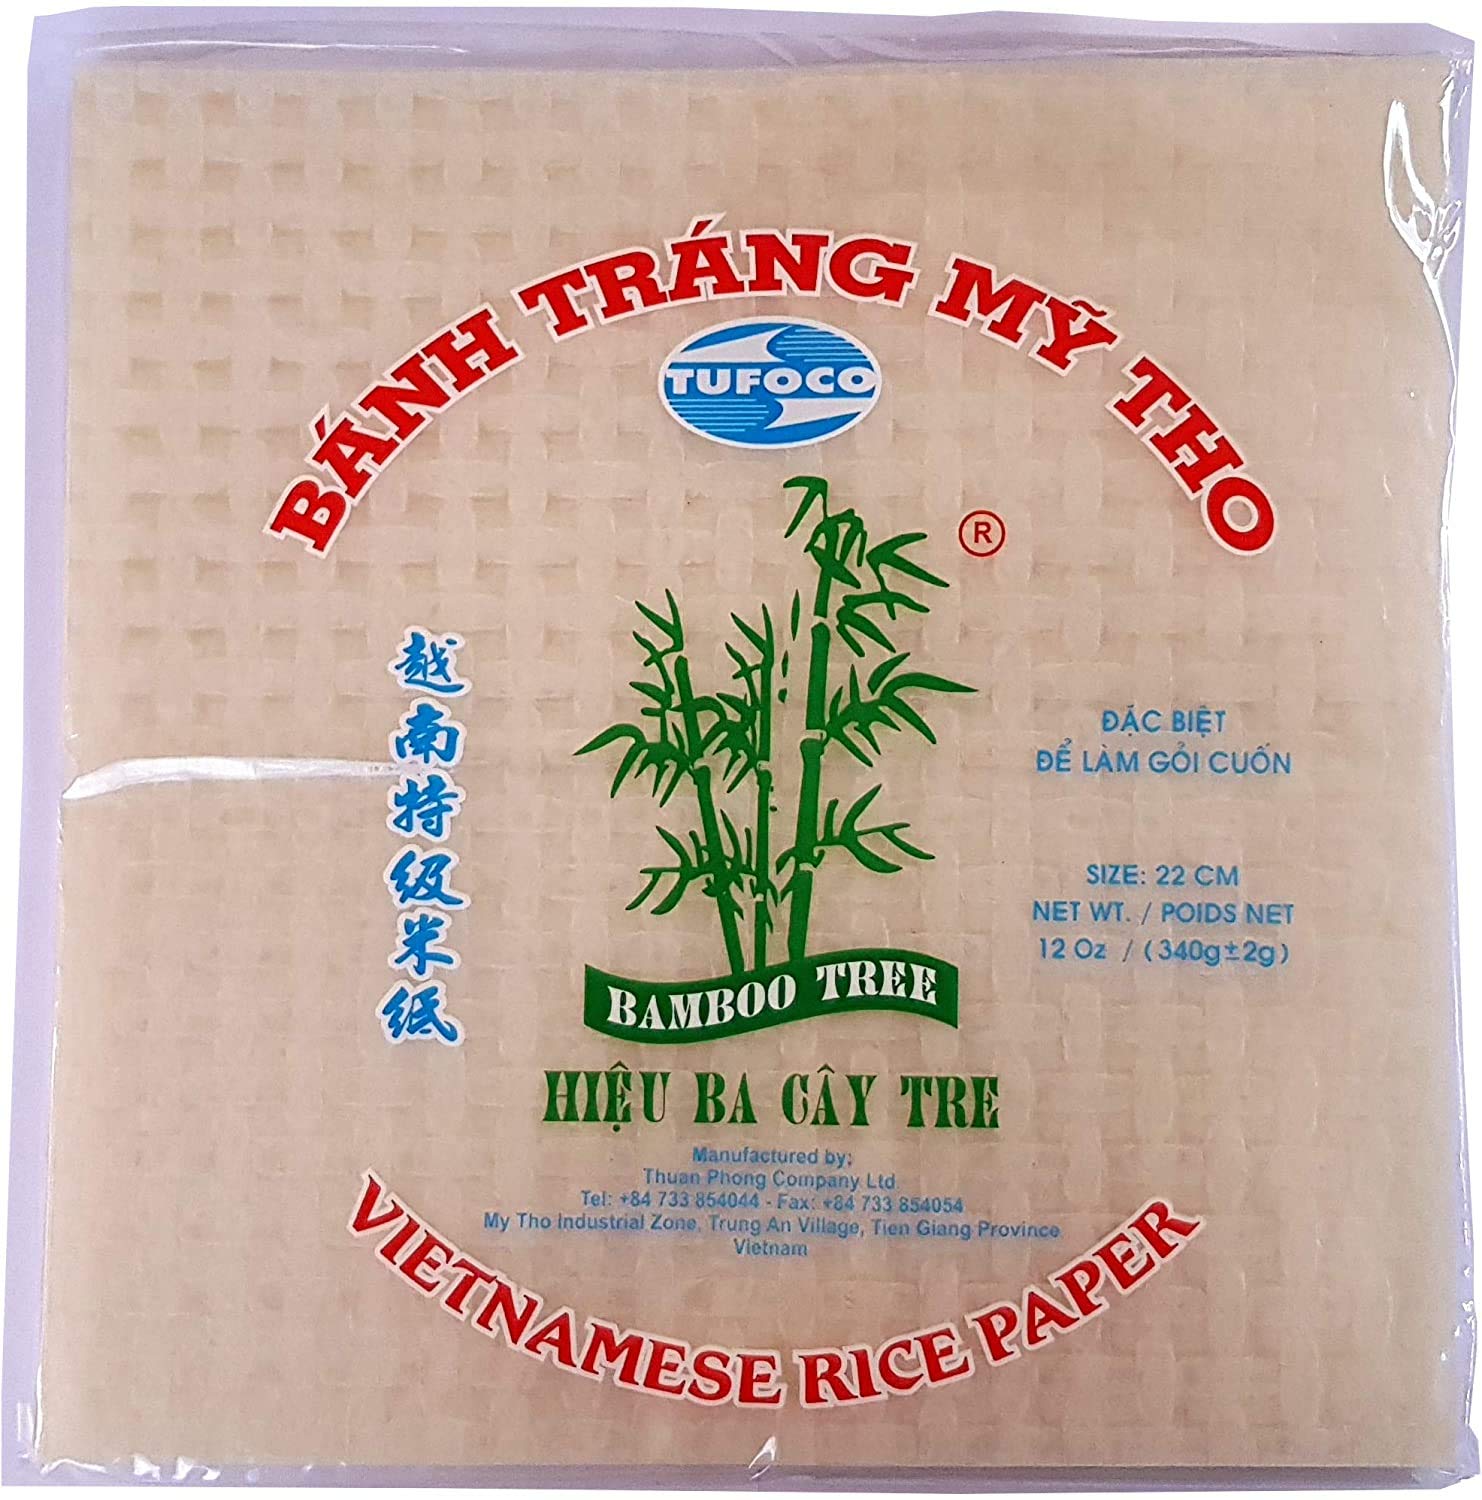 BÁNH TRÁNG MỸ THO
TUFOCO
®
越南特级米纸
ĐẶC BIỆT
ĐỂ LÀM GỎI CUỐN
SIZE: 22 CM
NET WT. / POIDS NET
12 Oz / (340g±2g)
BAMBOO TREE
HIỆU BA CÂY TRE
Manufactured by:
Thuan Phong Company Ltd.
Tel: +84 733 854044 - Fax: +84 733 854054
My Tho Industrial Zone, Trung An Village, Tien Giang Province
Vietnam
VIETNAMESE RICE PAPER